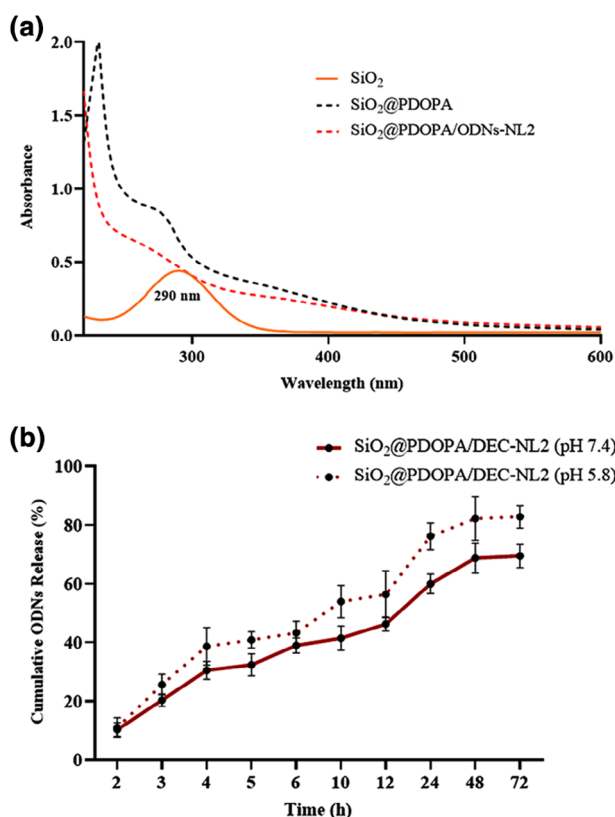 (a)
SiO₂
SiO₂@PDOPA
SiO₂@PDOPA/ODNs-NL2
2.0
1.5
1.0
0.5
0.0
Absorbance
290 nm
300 400 500 600
Wavelength (nm)
(b)
SiO₂@PDOPA/DEC-NL2 (pH 7.4)
SiO₂@PDOPA/DEC-NL2 (pH 5.8)
100
80
60
40
20
0
Cumulative ODNs Release (%)
2 3 4 5 6 10 12 24 48 72
Time (h)